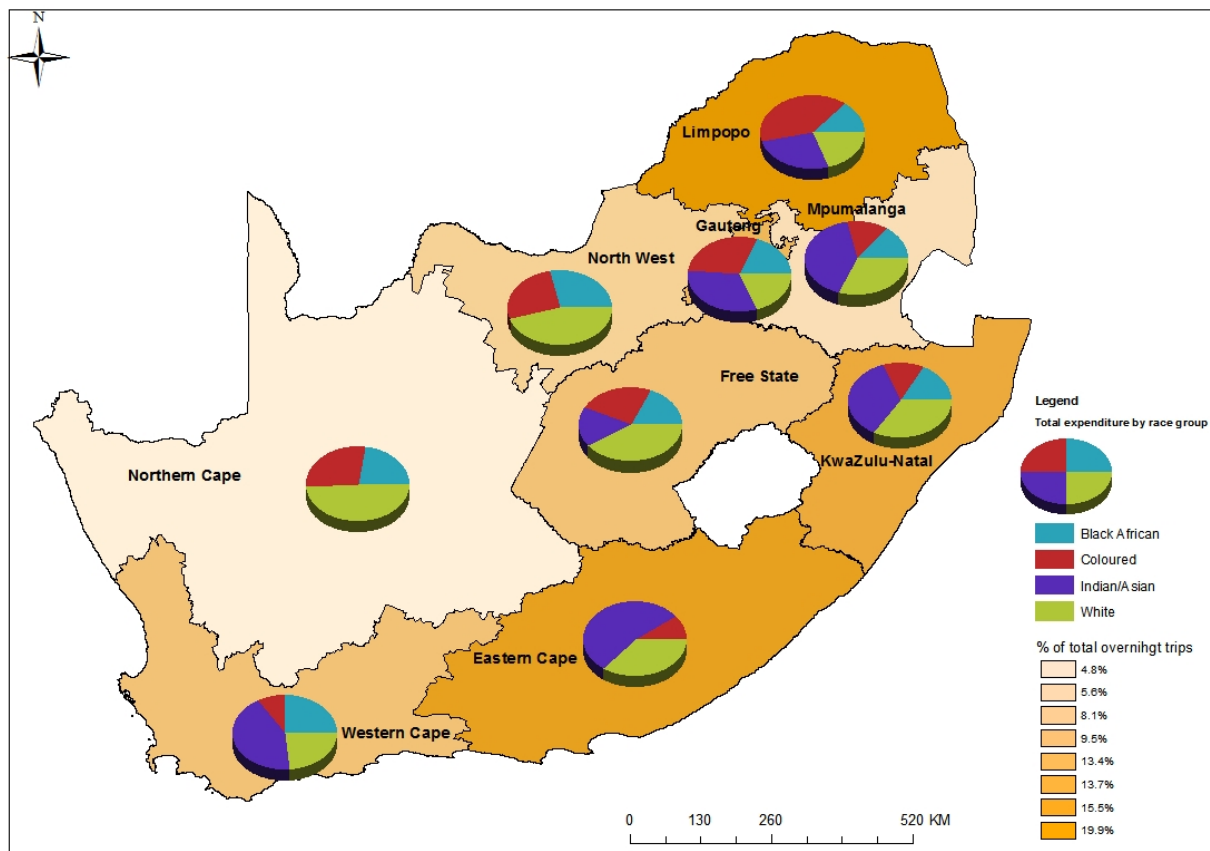 N
Limpopo
Mpumalanga
Gauteng
North West
Free State
KwaZulu-Natal
Northern Cape
Eastern Cape
Western Cape
Legend
Total expenditure by race group
Black African
Coloured
Indian/Asian
White
% of total overnihgt trips
4.8%
5.6%
8.1%
9.5%
13.4%
13.7%
15.5%
19.9%
0 130 260 520 KM